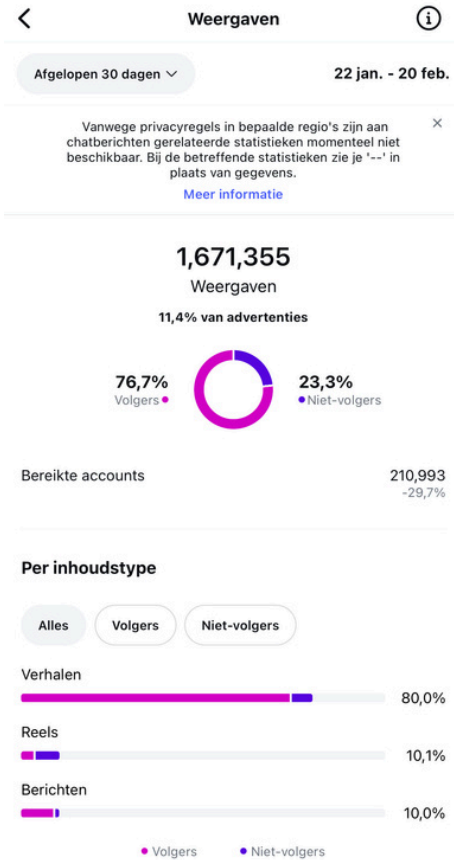 Weergaven
Afgelopen 30 dagen
22 jan. - 20 feb.
Vanwege privacyregels in bepaalde regio's zijn aan
chatberichten gerelateerde statistieken momenteel niet
beschikbaar. Bij de betreffende statistieken zie je '--' in
plaats van gegevens.
Meer informatie
1,671,355
Weergaven
11,4% van advertenties
76,7%
Volgers
23,3%
Niet-volgers
Bereikte accounts
210,993
-29,7%
Per inhoudstype
Alles
Volgers
Niet-volgers
Verhalen
80,0%
Reels
10,1%
Berichten
10,0%
Volgers
Niet-volgers